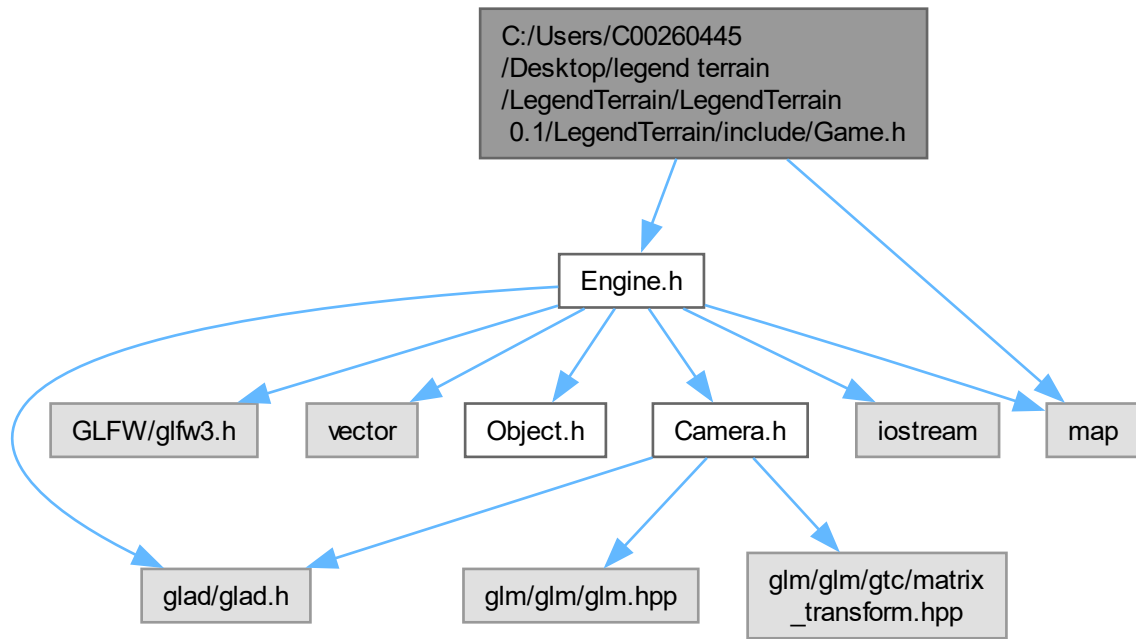 C:/Users/C00260445
/Desktop/legend terrain
/LegendTerrain/LegendTerrain
0.1/LegendTerrain/include/Game.h
Engine.h
GLFW/glfw3.h
vector
Object.h
Camera.h
iostream
map
glad/glad.h
glm/glm/glm.hpp
glm/glm/gtc/matrix
_transform.hpp